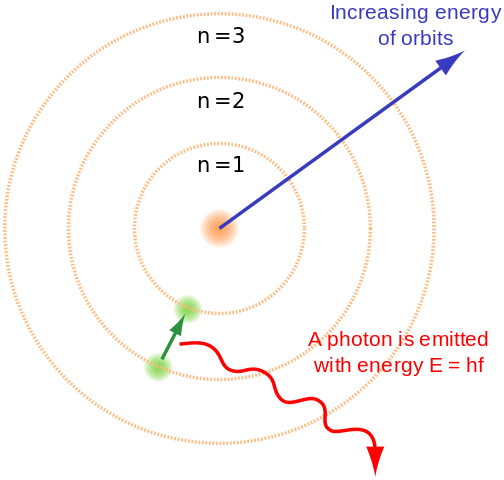 Increasing energy
of orbits
n = 3
n = 2
n = 1
A photon is emitted
with energy E = hf